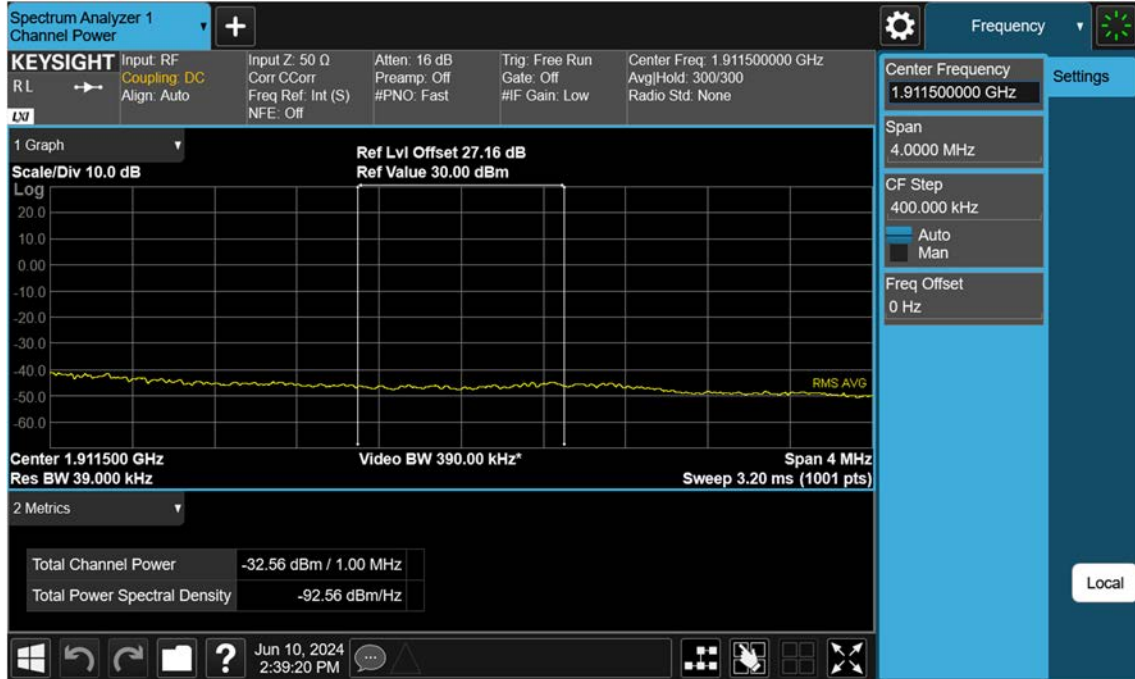 Spectrum Analyzer 1
Channel Power
+
Frequency
KEYSIGHT
R L
LXI
Input: RF
Coupling: DC
Align: Auto
Input Z: 50 Ω
Corr CCorr
Freq Ref: Int (S)
NFE: Off
Atten: 16 dB
Preamp: Off
#PNO: Fast
Trig: Free Run
Gate: Off
#IF Gain: Low
Center Freq: 1.911500000 GHz
Avg|Hold: 300/300
Radio Std: None
1 Graph
Scale/Div 10.0 dB
Ref Lvl Offset 27.16 dB
Ref Value 30.00 dBm
Log
20.0
10.0
0.00
-10.0
-20.0
-30.0
-40.0
-50.0
-60.0
RMS AVG
Center 1.911500 GHz
Res BW 39.000 kHz
Video BW 390.00 kHz*
Span 4 MHz
Sweep 3.20 ms (1001 pts)
2 Metrics
Total Channel Power -32.56 dBm / 1.00 MHz
Total Power Spectral Density -92.56 dBm/Hz
?
Jun 10, 2024
2:39:20 PM
Center Frequency
1.911500000 GHz
Span
4.0000 MHz
CF Step
400.000 kHz
Auto
Man
Freq Offset
0 Hz
Settings
Local